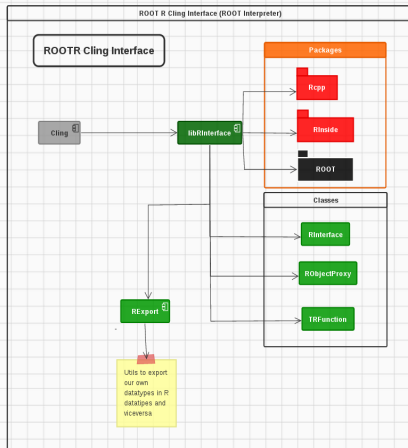 ROOT R Cling Interface (ROOT Interpreter)
ROOTR Cling Interface
Packages
Rcpp
Cling
libRInterface
RInside
ROOT
Classes
RInterface
RObjectProxy
RExport
TRFunction
Utils to export
our own
datatypes in R
datatipes and
viceversa